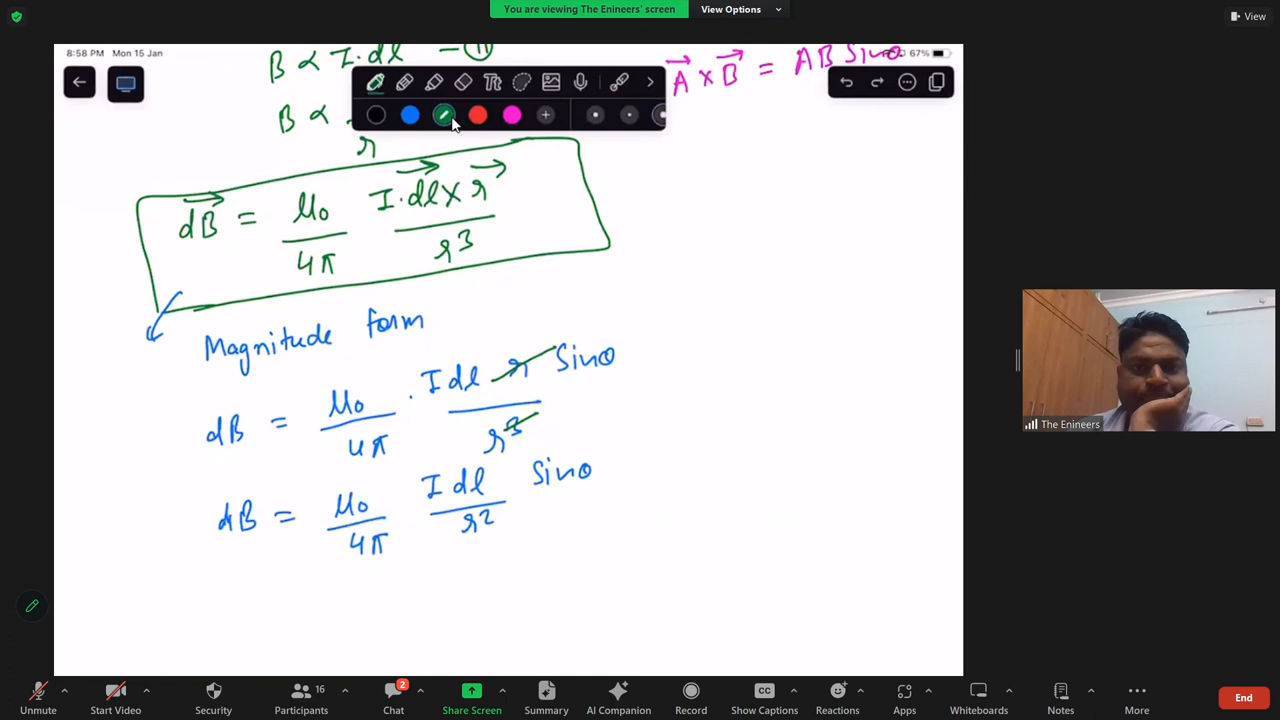 You are viewing The Enineers' screen
View Options
View
8:58 PM Mon 15 Jan
67%
B ∝ I.dl — ⑪
A⃗ × B⃗ = AB Sinθ
B ∝
r
dB⃗ = μ₀/4π I.dl⃗ × r⃗/r³
Magnitude form
dB = μ₀/4π . I dl r Sinθ/r³
dB = μ₀/4π I dl/r² Sinθ
The Enineers
Unmute
Start Video
Security
16
Participants
2
Chat
Share Screen
Summary
AI Companion
Record
CC
Show Captions
Reactions
Apps
Whiteboards
Notes
More
End